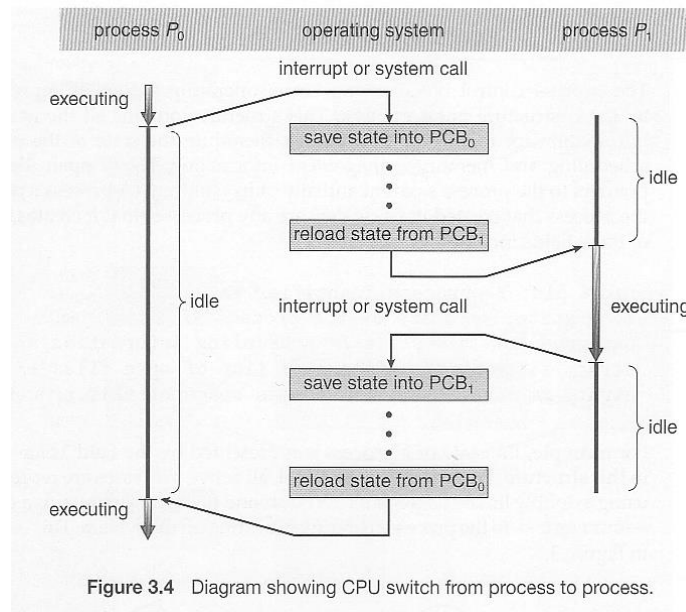 process P0 operating system process P1
interrupt or system call
executing
save state into PCB0
idle
reload state from PCB1
idle
interrupt or system call
executing
save state into PCB1
idle
reload state from PCB0
executing
Figure 3.4 Diagram showing CPU switch from process to process.